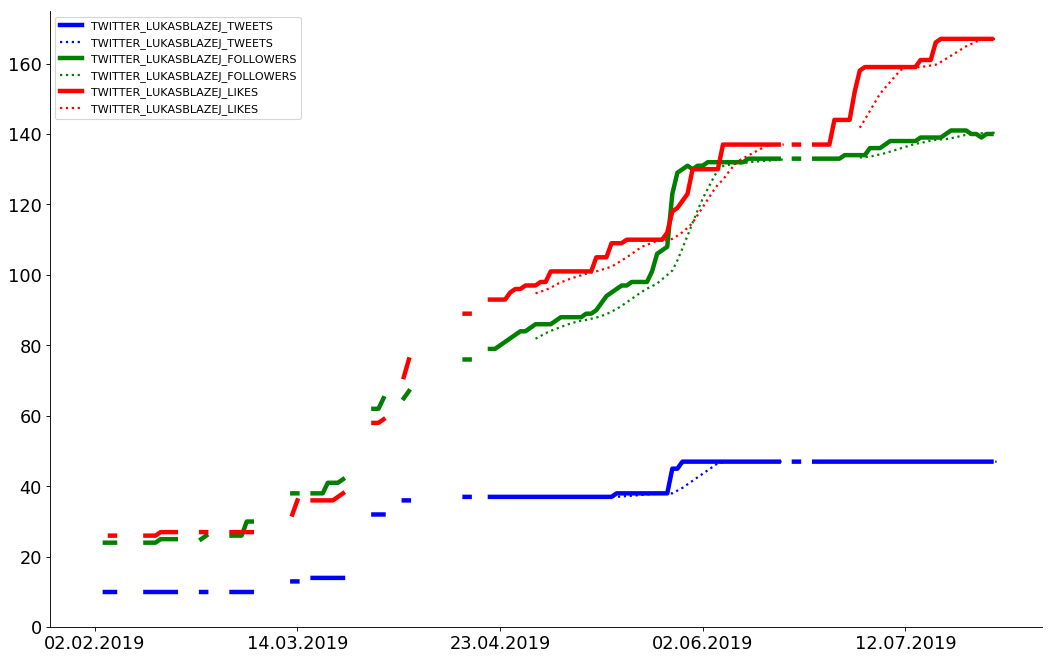 TWITTER_LUKASBLAZEJ_TWEETS
TWITTER_LUKASBLAZEJ_TWEETS
TWITTER_LUKASBLAZEJ_FOLLOWERS
TWITTER_LUKASBLAZEJ_FOLLOWERS
TWITTER_LUKASBLAZEJ_LIKES
TWITTER_LUKASBLAZEJ_LIKES
160
140
120
100
80
60
40
20
0
02.02.2019 14.03.2019 23.04.2019 02.06.2019 12.07.2019